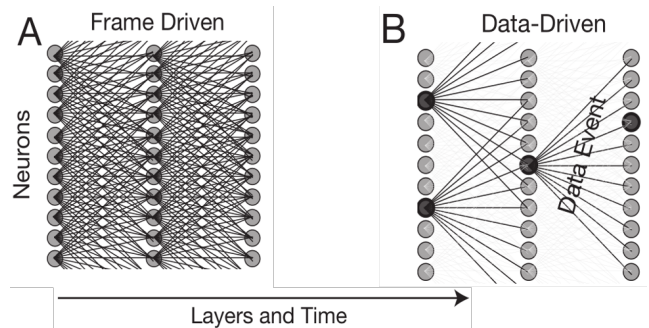 A
Frame Driven
Neurons
B
Data-Driven
Data Event
Layers and Time